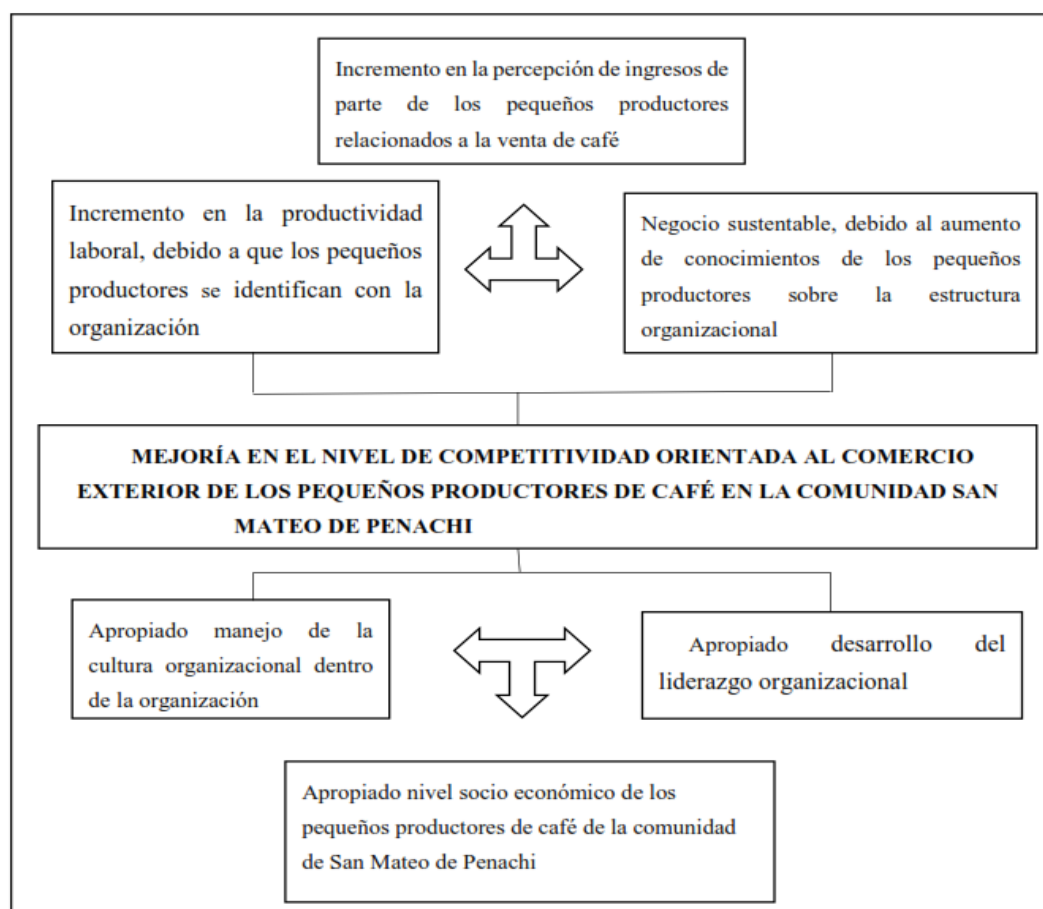 Incremento en la percepción de ingresos de
parte de los pequeños productores
relacionados a la venta de café
Incremento en la productividad
laboral, debido a que los pequeños
productores se identifican con la
organización
Negocio sustentable, debido al aumento
de conocimientos de los pequeños
productores sobre la estructura
organizacional
MEJORÍA EN EL NIVEL DE COMPETITIVIDAD ORIENTADA AL COMERCIO
EXTERIOR DE LOS PEQUEÑOS PRODUCTORES DE CAFÉ EN LA COMUNIDAD SAN
MATEO DE PENACHI
Apropiado manejo de la
cultura organizacional dentro
de la organización
Apropiado desarrollo del
liderazgo organizacional
Apropiado nivel socio económico de los
pequeños productores de café de la comunidad
de San Mateo de Penachi